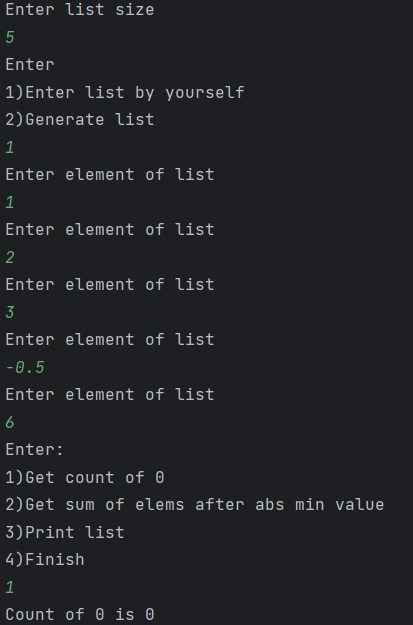 Enter list size
5
Enter
1)Enter list by yourself
2)Generate list
1
Enter element of list
1
Enter element of list
2
Enter element of list
3
Enter element of list
-0.5
Enter element of list
6
Enter:
1)Get count of 0
2)Get sum of elems after abs min value
3)Print list
4)Finish
1
Count of 0 is 0